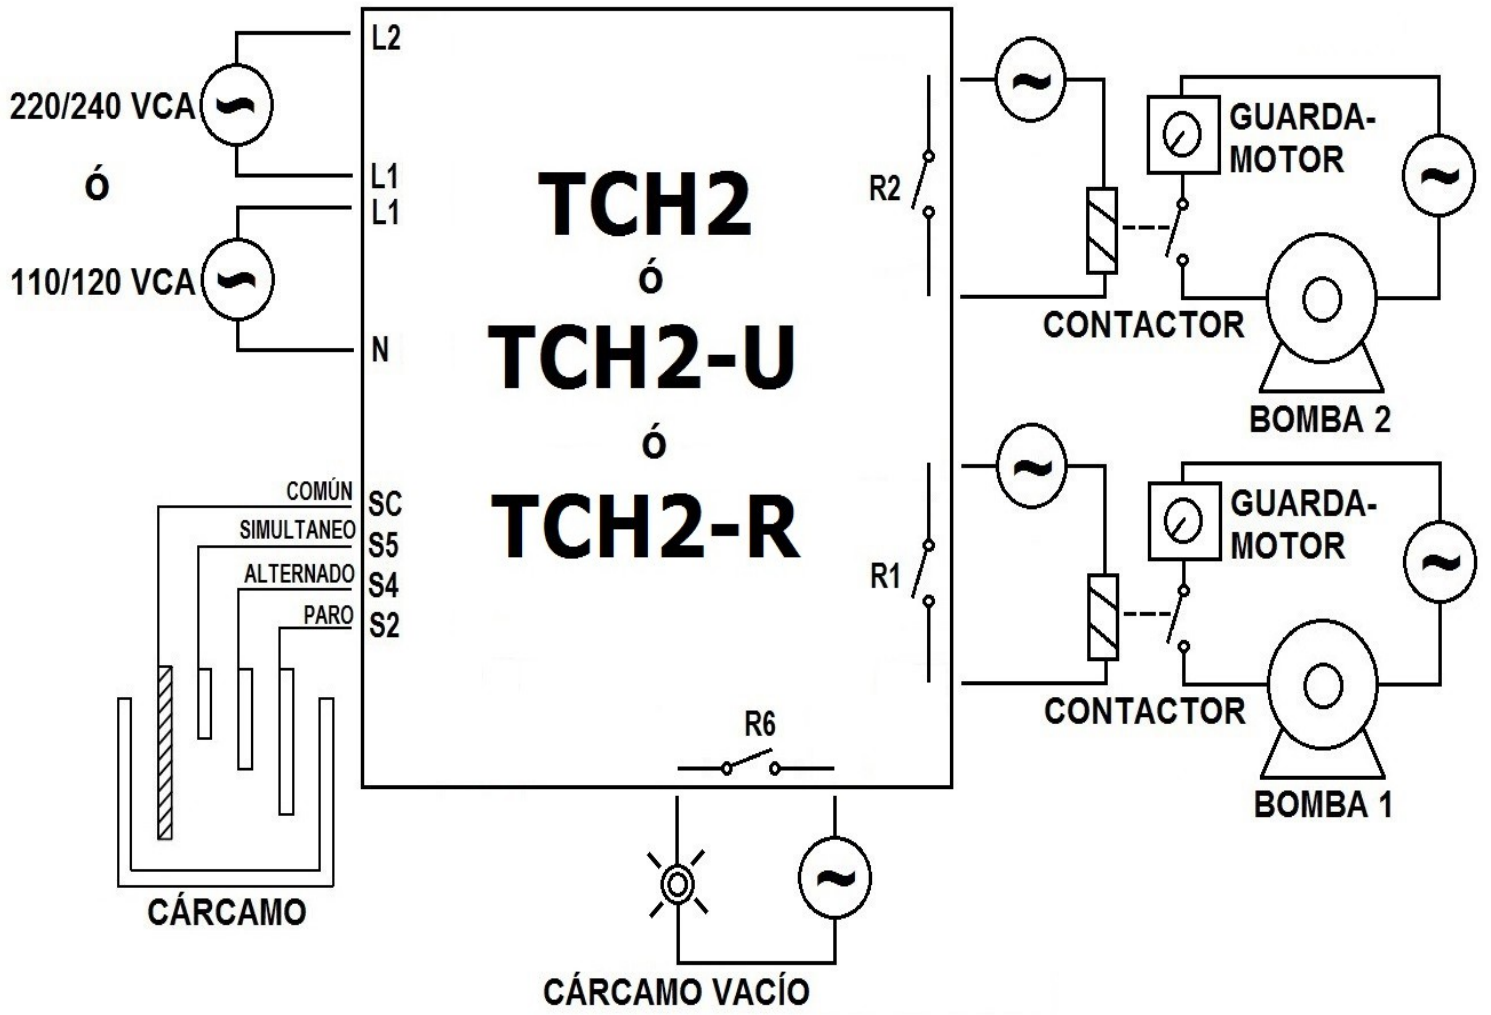 L2
220/240 VCA
Ó
L1
L1
110/120 VCA
N
TCH2
ó
TCH2-U
ó
TCH2-R
COMÚN SC
SIMULTANEO S5
ALTERNADO S4
PARO S2
CÁRCAMO
R2
GUARDA-
MOTOR
CONTACTOR
BOMBA 2
R1
GUARDA-
MOTOR
CONTACTOR
BOMBA 1
R6
CÁRCAMO VACÍO